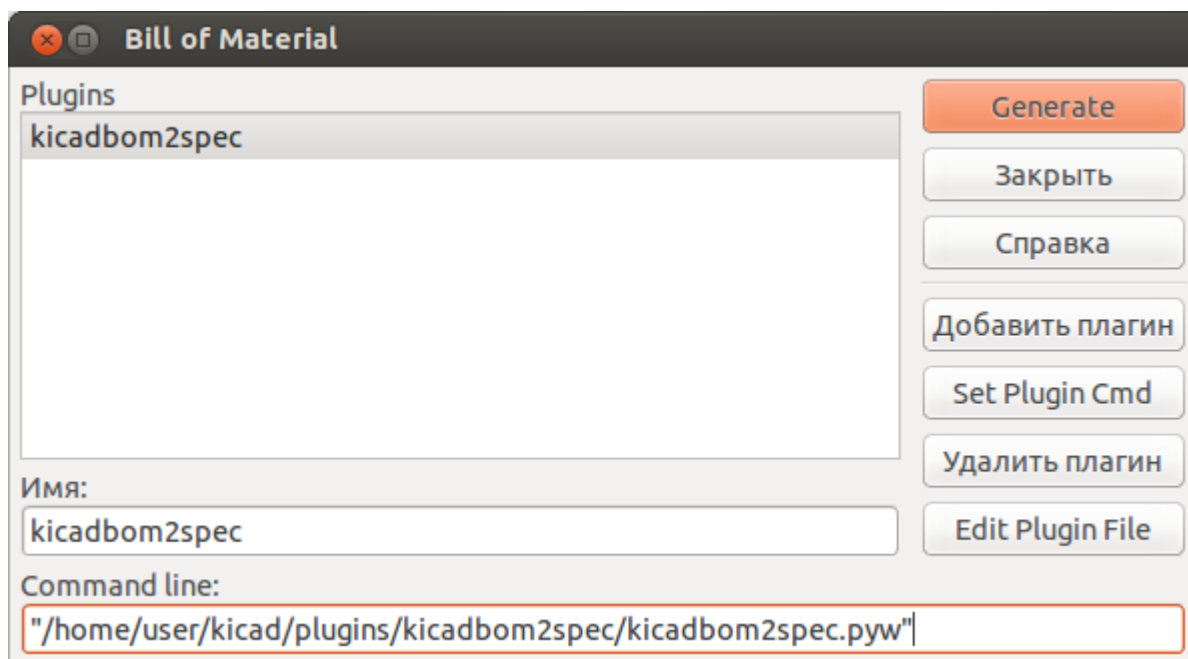 Bill of Material
Plugins
kicadbom2spec
Generate
Закрыть
Справка
Добавить плагин
Set Plugin Cmd
Удалить плагин
Edit Plugin File
Имя:
kicadbom2spec
Command line:
"/home/user/kicad/plugins/kicadbom2spec/kicadbom2spec.pyw"